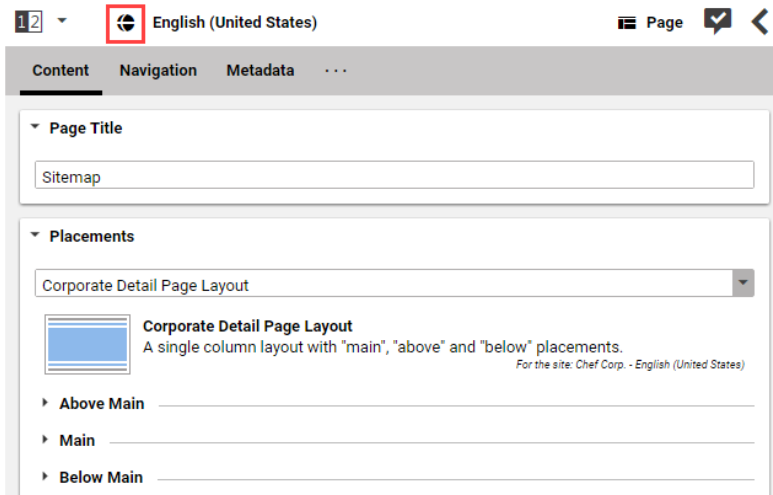 12 English (United States) Page
Content Navigation Metadata ...
Page Title
Sitemap
Placements
Corporate Detail Page Layout
Corporate Detail Page Layout
A single column layout with "main", "above" and "below" placements.
For the site: Chef Corp. - English (United States)
Above Main
Main
Below Main